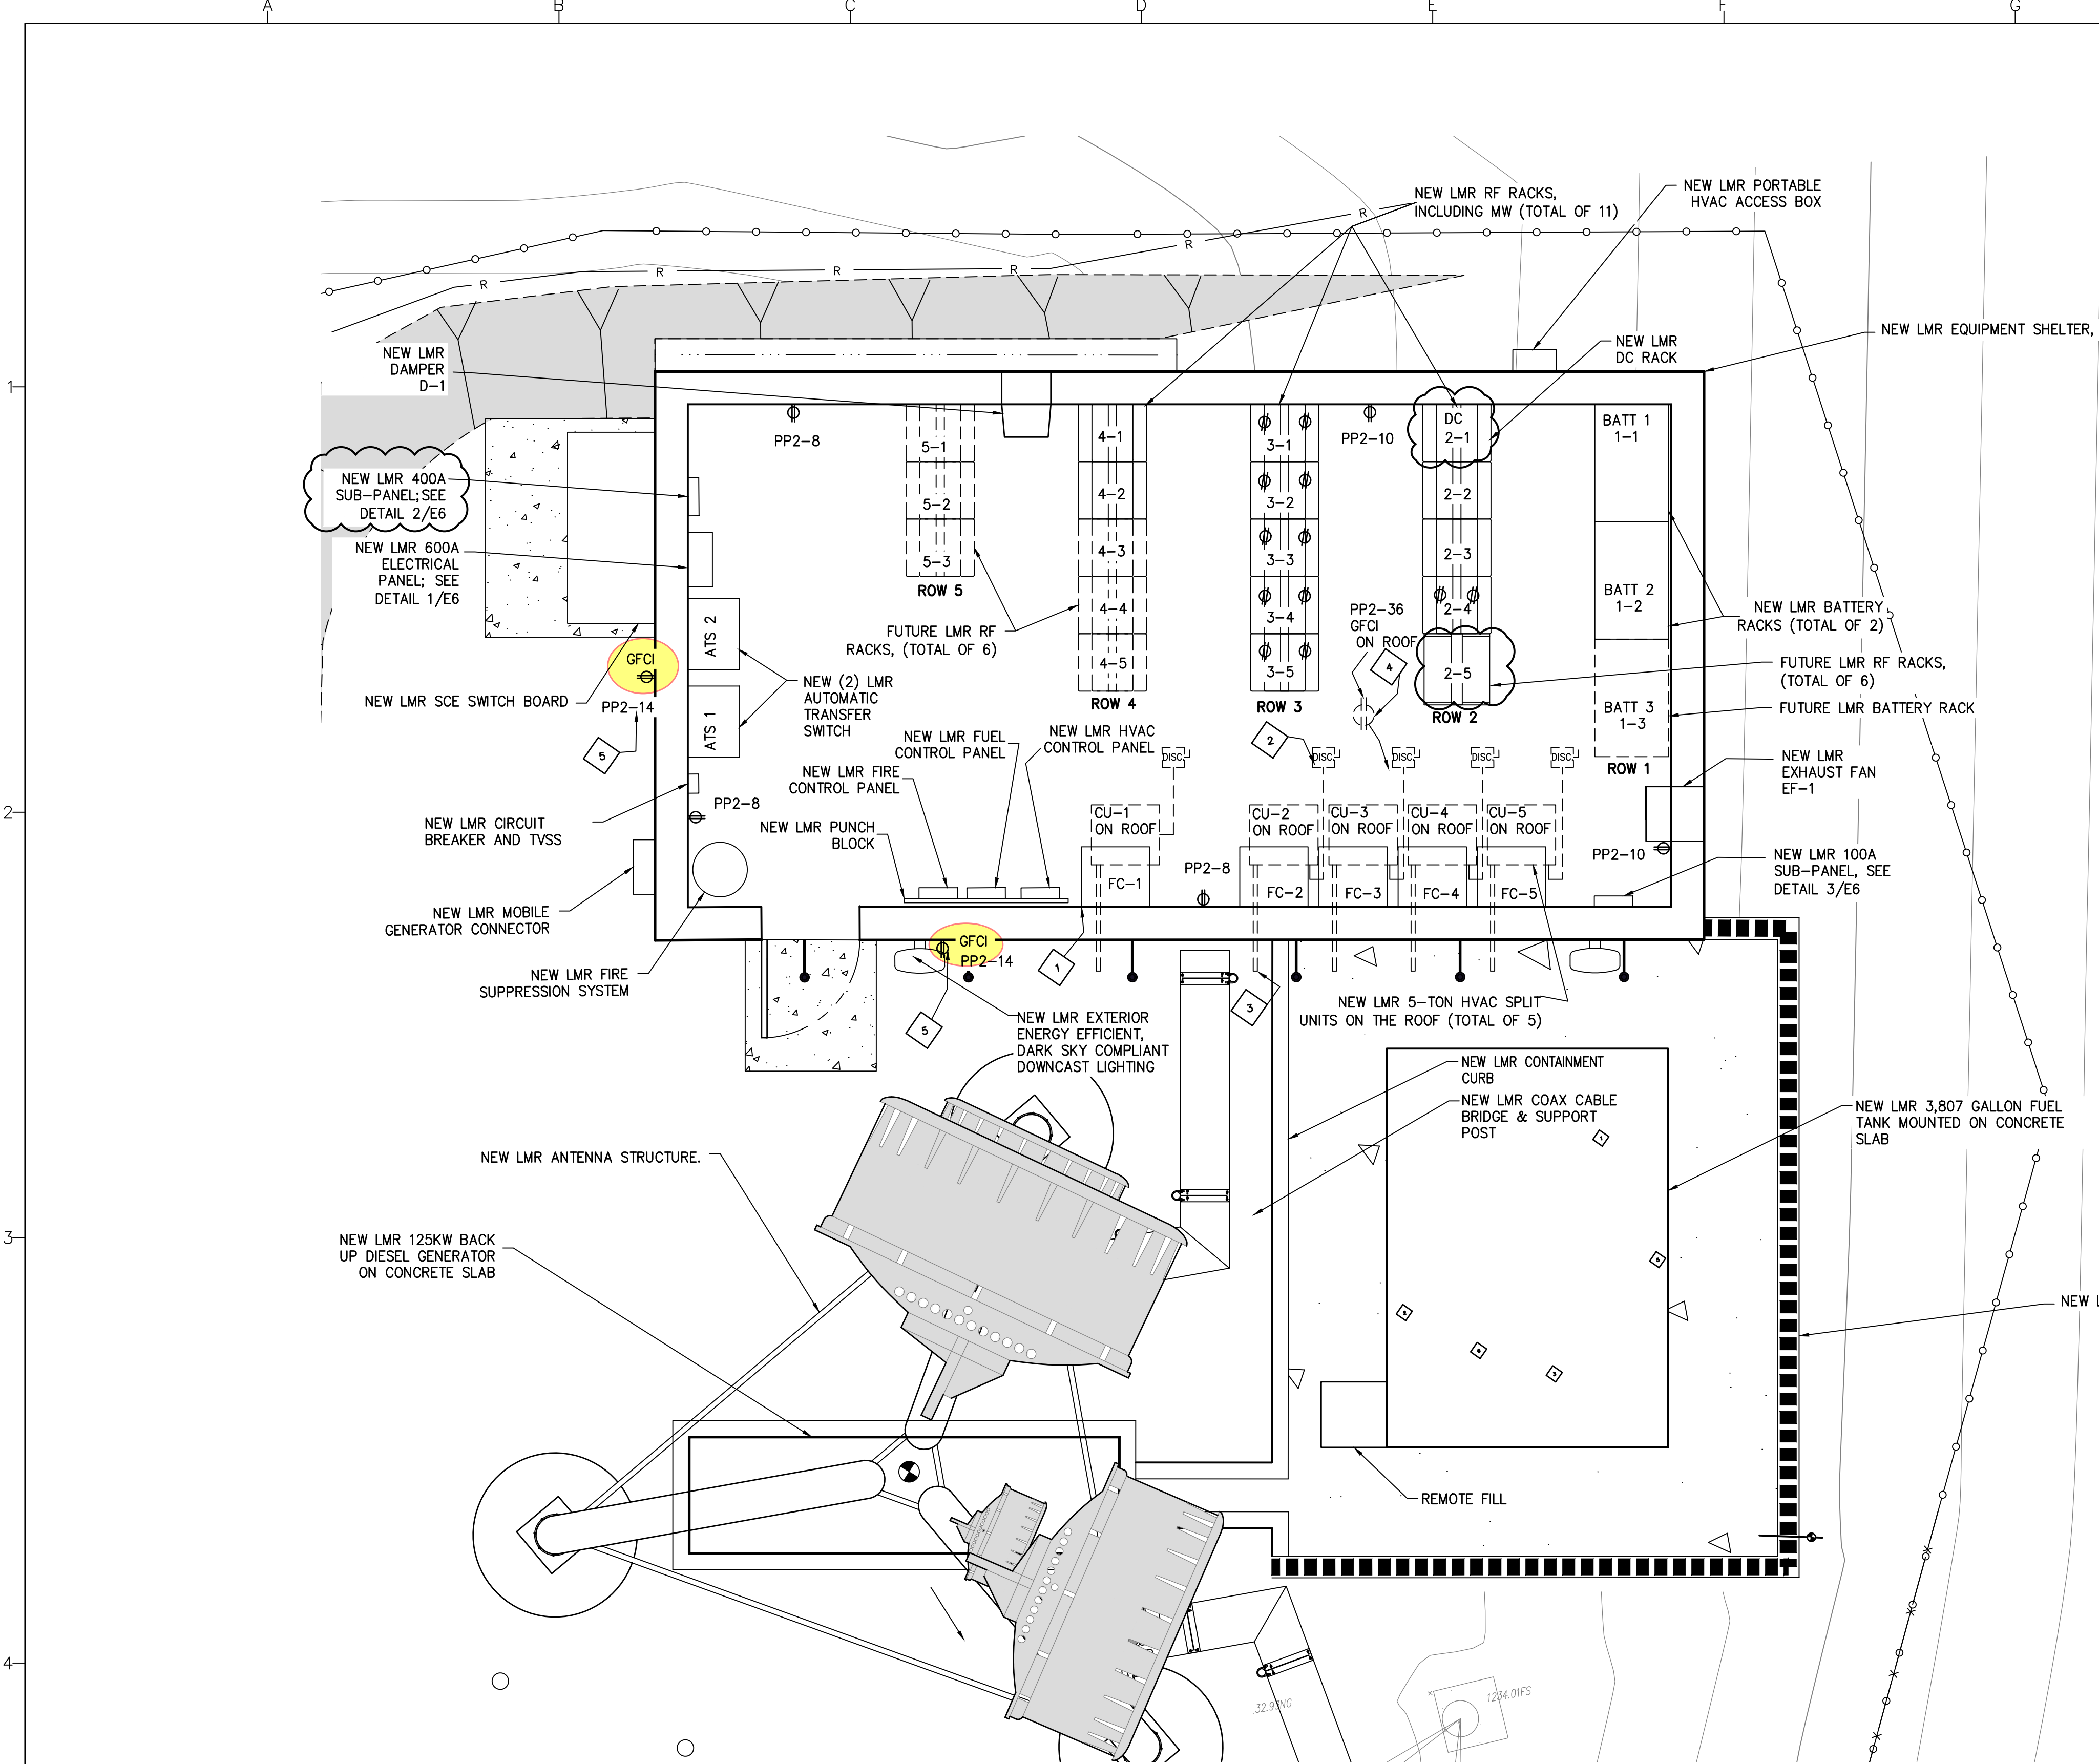 A
B
C
D
E
F
G
1
2
3
4
R
R
R
R
R
R
NEW LMR RF RACKS,
INCLUDING MW (TOTAL OF 11)
NEW LMR PORTABLE
HVAC ACCESS BOX
NEW LMR EQUIPMENT SHELTER,
NEW LMR
DC RACK
NEW LMR
DAMPER
D-1
NEW LMR 400A
SUB-PANEL; SEE
DETAIL 2/E6
NEW LMR 600A
ELECTRICAL
PANEL; SEE
DETAIL 1/E6
PP2-8
5-1
5-2
5-3
ROW 5
4-1
4-2
4-3
4-4
4-5
ROW 4
3-1
3-2
3-3
3-4
3-5
ROW 3
PP2-10
DC
2-1
2-2
2-3
2-4
2-5
ROW 2
BATT 1
1-1
BATT 2
1-2
BATT 3
1-3
ROW 1
PP2-36
GFCI
ON ROOF
4
2
FUTURE LMR RF
RACKS, (TOTAL OF 6)
NEW LMR BATTERY
RACKS (TOTAL OF 2)
FUTURE LMR RF RACKS,
(TOTAL OF 6)
FUTURE LMR BATTERY RACK
NEW LMR
EXHAUST FAN
EF-1
NEW LMR 100A
SUB-PANEL, SEE
DETAIL 3/E6
GFCI
PP2-14
5
NEW LMR SCE SWITCH BOARD
ATS 2
ATS 1
NEW (2) LMR
AUTOMATIC
TRANSFER
SWITCH
NEW LMR FUEL
CONTROL PANEL
NEW LMR HVAC
CONTROL PANEL
NEW LMR FIRE
CONTROL PANEL
NEW LMR PUNCH
BLOCK
DISC
DISC
DISC
DISC
DISC
CU-1
ON ROOF
CU-2
ON ROOF
CU-3
ON ROOF
CU-4
ON ROOF
CU-5
ON ROOF
FC-1
FC-2
FC-3
FC-4
FC-5
PP2-8
PP2-8
PP2-10
NEW LMR CIRCUIT
BREAKER AND TVSS
NEW LMR MOBILE
GENERATOR CONNECTOR
NEW LMR FIRE
SUPPRESSION SYSTEM
GFCI
PP2-14
5
1
3
NEW LMR EXTERIOR
ENERGY EFFICIENT,
DARK SKY COMPLIANT
DOWNCAST LIGHTING
NEW LMR 5-TON HVAC SPLIT
UNITS ON THE ROOF (TOTAL OF 5)
NEW LMR CONTAINMENT
CURB
NEW LMR COAX CABLE
BRIDGE & SUPPORT
POST
NEW LMR 3,807 GALLON FUEL
TANK MOUNTED ON CONCRETE
SLAB
NEW LMR ANTENNA STRUCTURE.
NEW LMR 125KW BACK
UP DIESEL GENERATOR
ON CONCRETE SLAB
NEW L
REMOTE FILL
1234.01FS